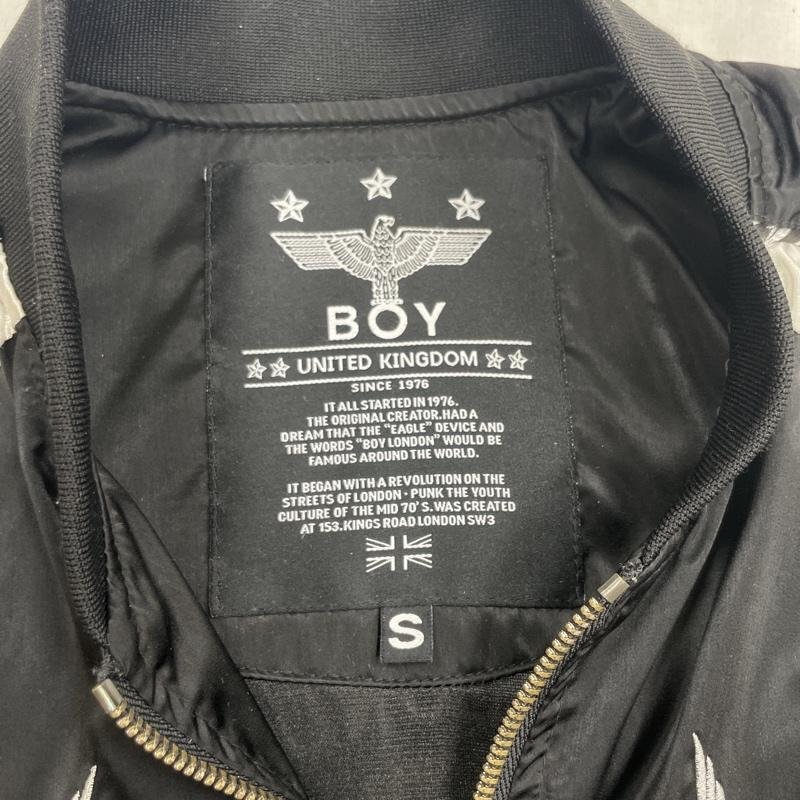 BOY
UNITED KINGDOM
SINCE 1976
IT ALL STARTED IN 1976.
THE ORIGINAL CREATOR.HAD A
DREAM THAT THE "EAGLE" DEVICE AND
THE WORDS "BOY LONDON" WOULD BE
FAMOUS AROUND THE WORLD.
IT BEGAN WITH A REVOLUTION ON THE
STREETS OF LONDON · PUNK THE YOUTH
CULTURE OF THE MID 70' S.WAS CREATED
AT 153.KINGS ROAD LONDON SW3
S